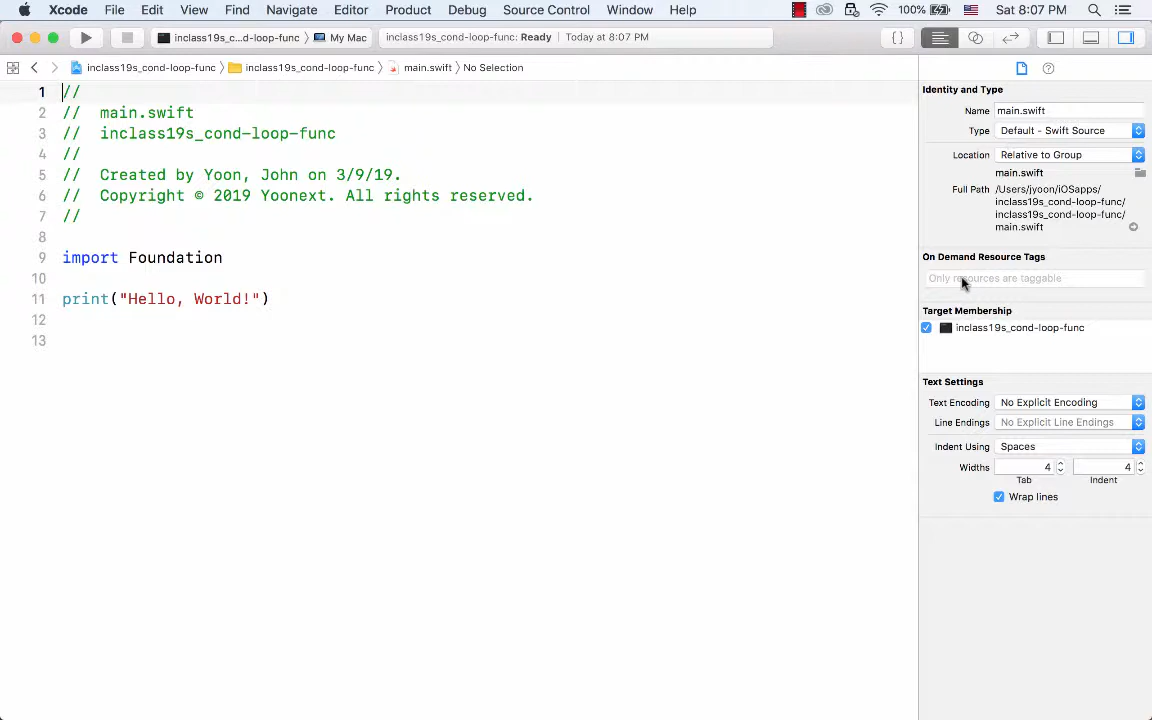 Xcode File Edit View Find Navigate Editor Product Debug Source Control Window Help 100% Sat 8:07 PM
inclass19s_c...d-loop-func My Mac inclass19s_cond-loop-func: Ready Today at 8:07 PM {}
inclass19s_cond-loop-func inclass19s_cond-loop-func main.swift No Selection
1 //
2 // main.swift
3 // inclass19s_cond-loop-func
4 //
5 // Created by Yoon, John on 3/9/19.
6 // Copyright © 2019 Yoonext. All rights reserved.
7 //
8
9 import Foundation
10
11 print("Hello, World!")
12
13
?
Identity and Type
Name main.swift
Type Default - Swift Source
Location Relative to Group
main.swift
Full Path /Users/jyoon/iOSapps/
inclass19s_cond-loop-func/
inclass19s_cond-loop-func/
main.swift
On Demand Resource Tags
Only resources are taggable
Target Membership
inclass19s_cond-loop-func
Text Settings
Text Encoding No Explicit Encoding
Line Endings No Explicit Line Endings
Indent Using Spaces
Widths 4 4
Tab Indent
Wrap lines